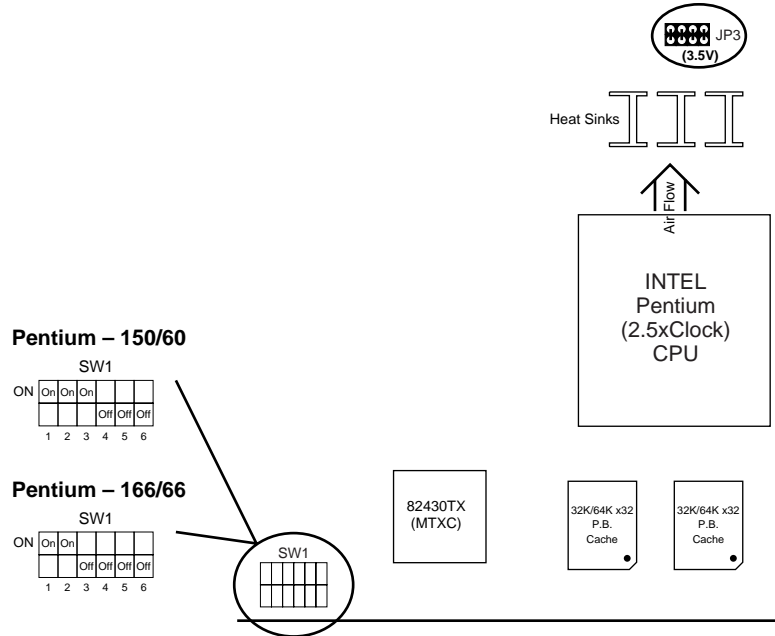 JP3
(3.5V)
Heat Sinks
Air Flow
INTEL
Pentium
(2.5xClock)
CPU
Pentium – 150/60
SW1
ON On On On
Off Off Off
1 2 3 4 5 6
Pentium – 166/66
SW1
ON On On
Off Off Off Off
1 2 3 4 5 6
SW1
82430TX
(MTXC)
32K/64K x32
P.B.
Cache
32K/64K x32
P.B.
Cache